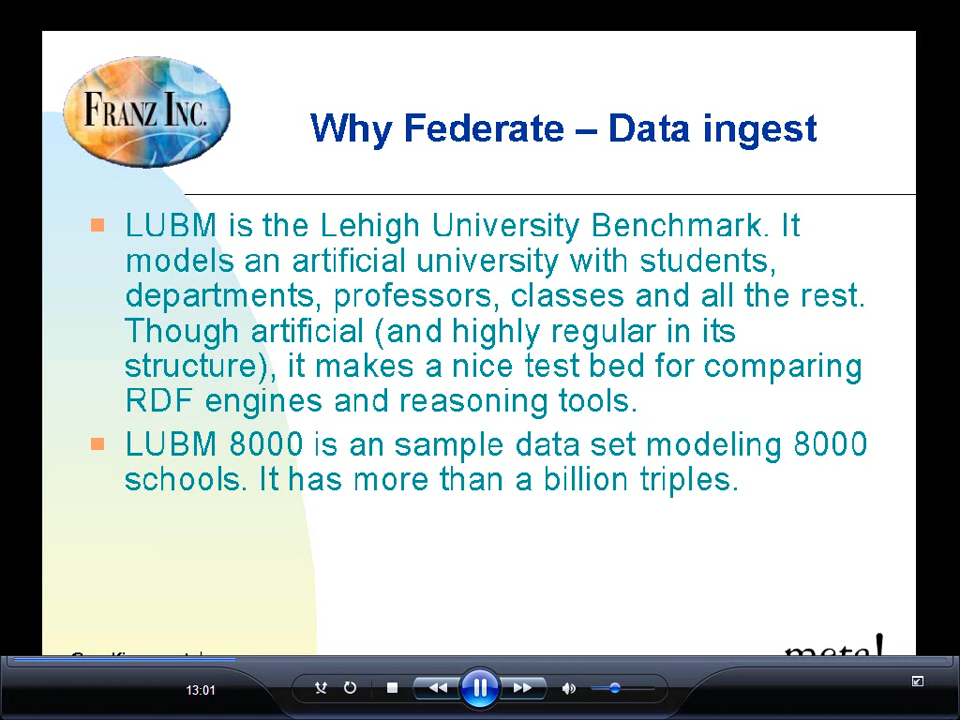 FRANZ INC.
Why Federate – Data ingest
LUBM is the Lehigh University Benchmark. It
models an artificial university with students,
departments, professors, classes and all the rest.
Though artificial (and highly regular in its
structure), it makes a nice test bed for comparing
RDF engines and reasoning tools.
LUBM 8000 is an sample data set modeling 8000
schools. It has more than a billion triples.
meta!
13:01